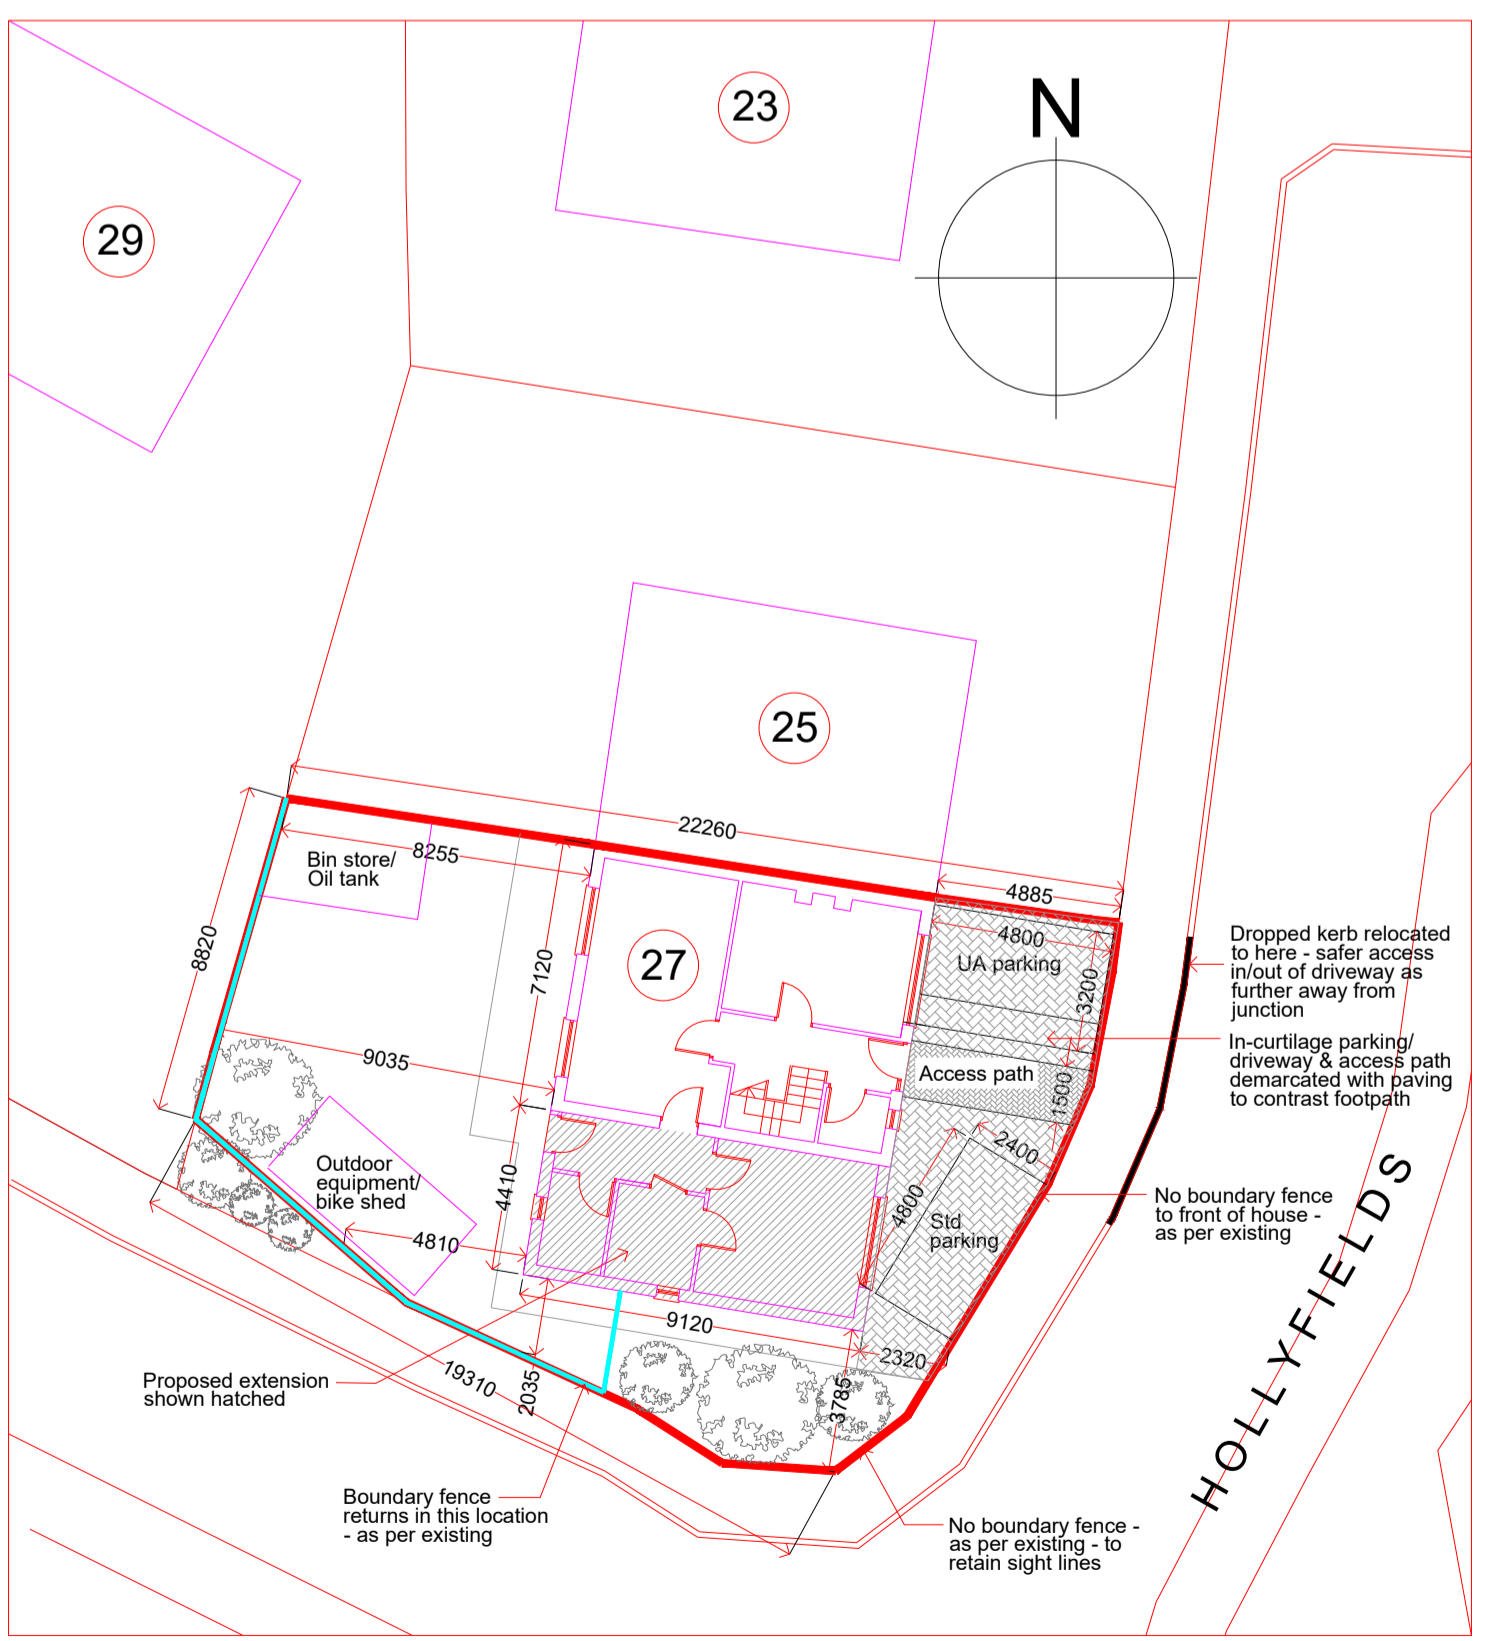 23
N
29
25
22260
8255
Bin store/
Oil tank
4885
4800
UA parking
3200
8820
7120
27
Dropped kerb relocated
to here - safer access
in/out of driveway as
further away from
junction
In-curtilage parking/
driveway & access path
demarcated with paving
to contrast footpath
9035
Access path
1500
2400
Outdoor
equipment/
bike shed
4410
4800
Std
parking
No boundary fence
to front of house -
as per existing
4810
9120
2320
HOLLYFIELDS
Proposed extension
shown hatched
19310
2035
3785
Boundary fence
returns in this location
- as per existing
No boundary fence -
as per existing - to
retain sight lines